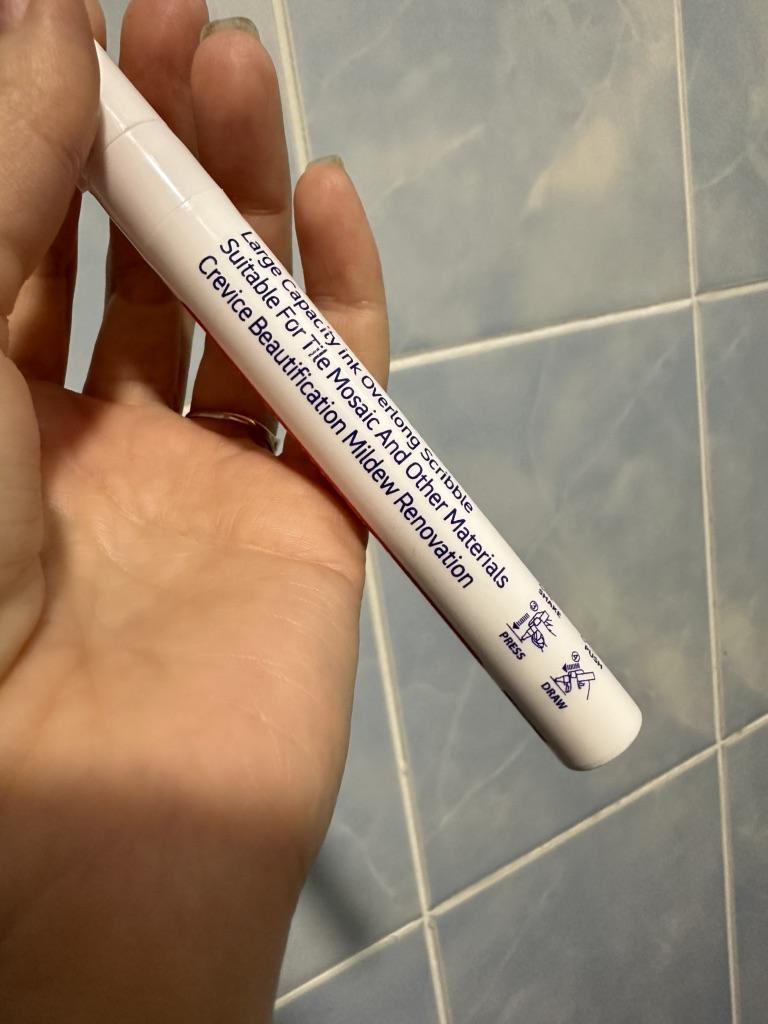 Large Capacity Ink Overlong Scribble
Suitable For Tile Mosaic And Other Materials
Crevice Beautification Mildew Renovation
SHAKE
PUSH
PRESS
DRAW